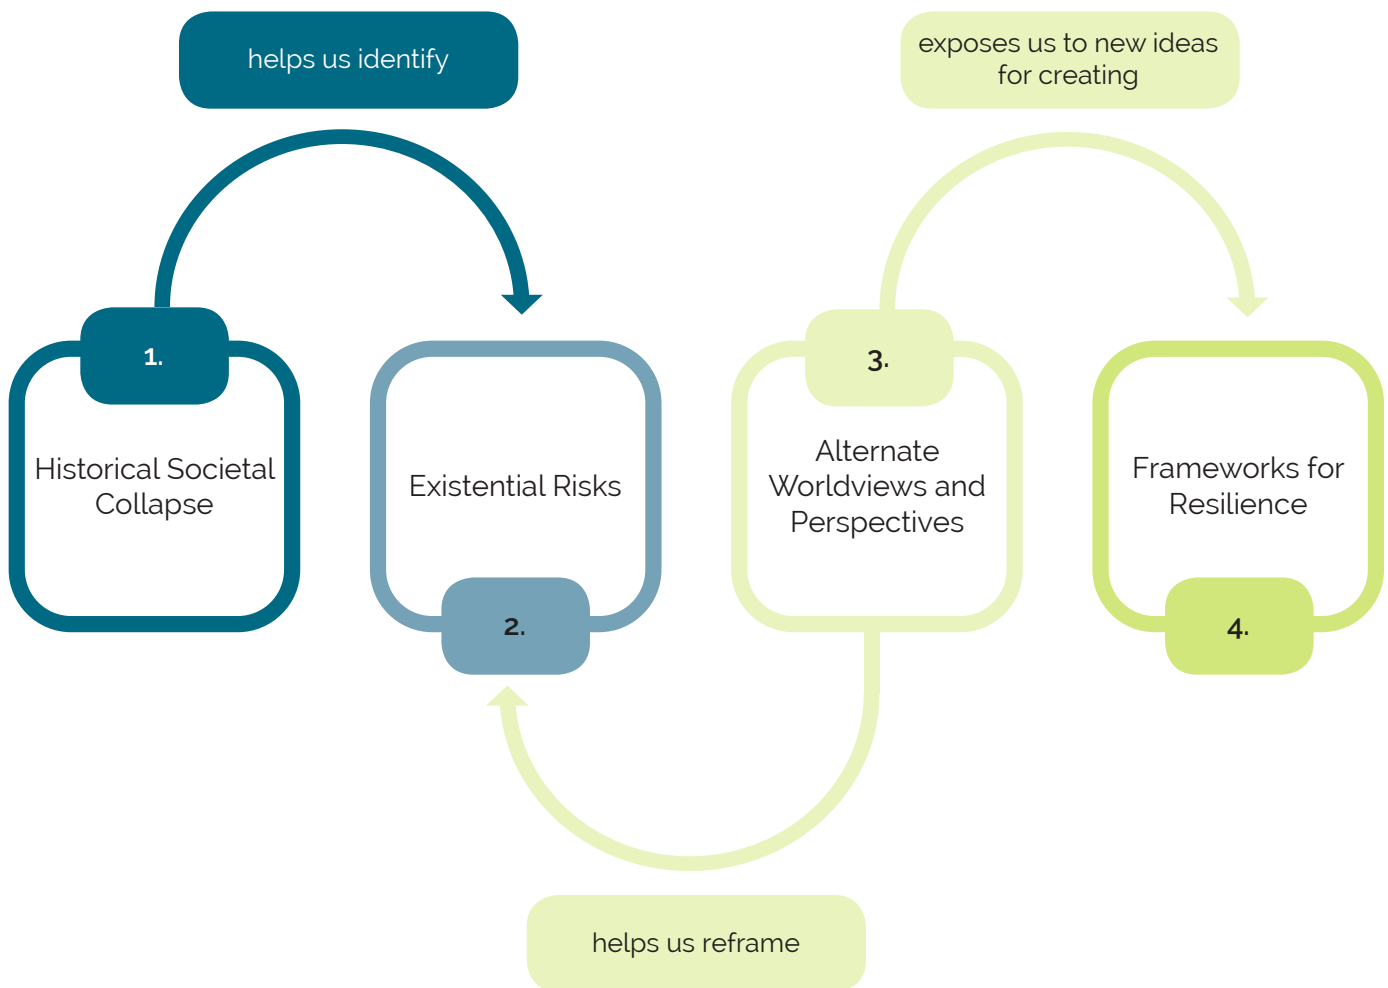 helps us identify
exposes us to new ideas
for creating
1.
Historical Societal
Collapse
Existential Risks
2.
3.
Alternate
Worldviews and
Perspectives
Frameworks for
Resilience
4.
helps us reframe